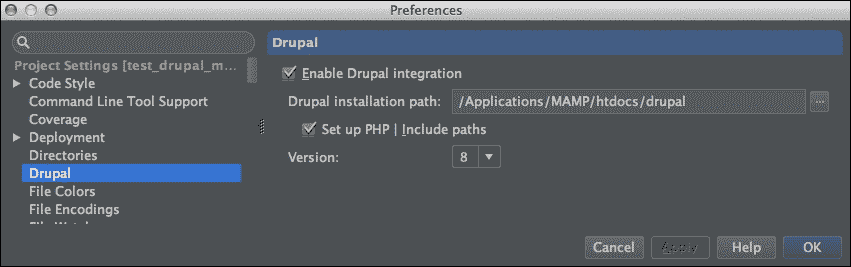 Preferences
Drupal
Project Settings [test_drupal_m...
Enable Drupal integration
Code Style
Command Line Tool Support
Drupal installation path: /Applications/MAMP/htdocs/drupal ...
Coverage
Set up PHP | Include paths
Deployment
Directories
Version: 8
Drupal
File Colors
File Encodings
Cancel Apply Help OK